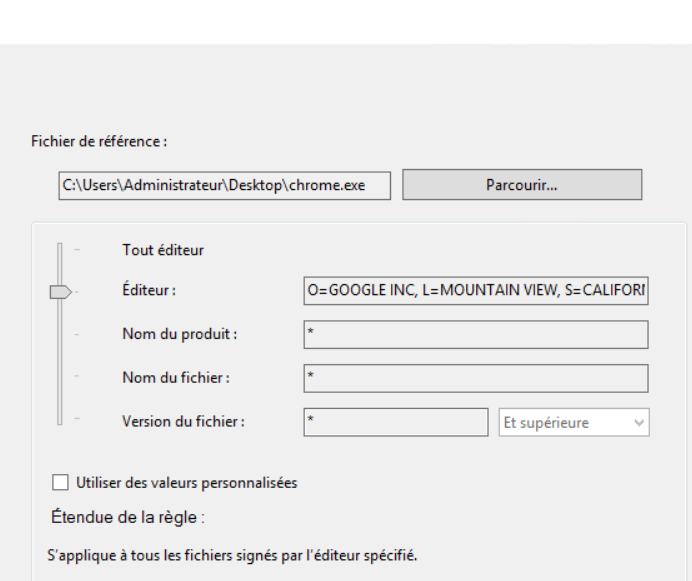 Fichier de référence :
C:\Users\Administrateur\Desktop\chrome.exe Parcourir...
Tout éditeur
Éditeur : O=GOOGLE INC, L=MOUNTAIN VIEW, S=CALIFORI
Nom du produit : *
Nom du fichier : *
Version du fichier : * Et supérieure
Utiliser des valeurs personnalisées
Étendue de la règle :
S'applique à tous les fichiers signés par l'éditeur spécifié.